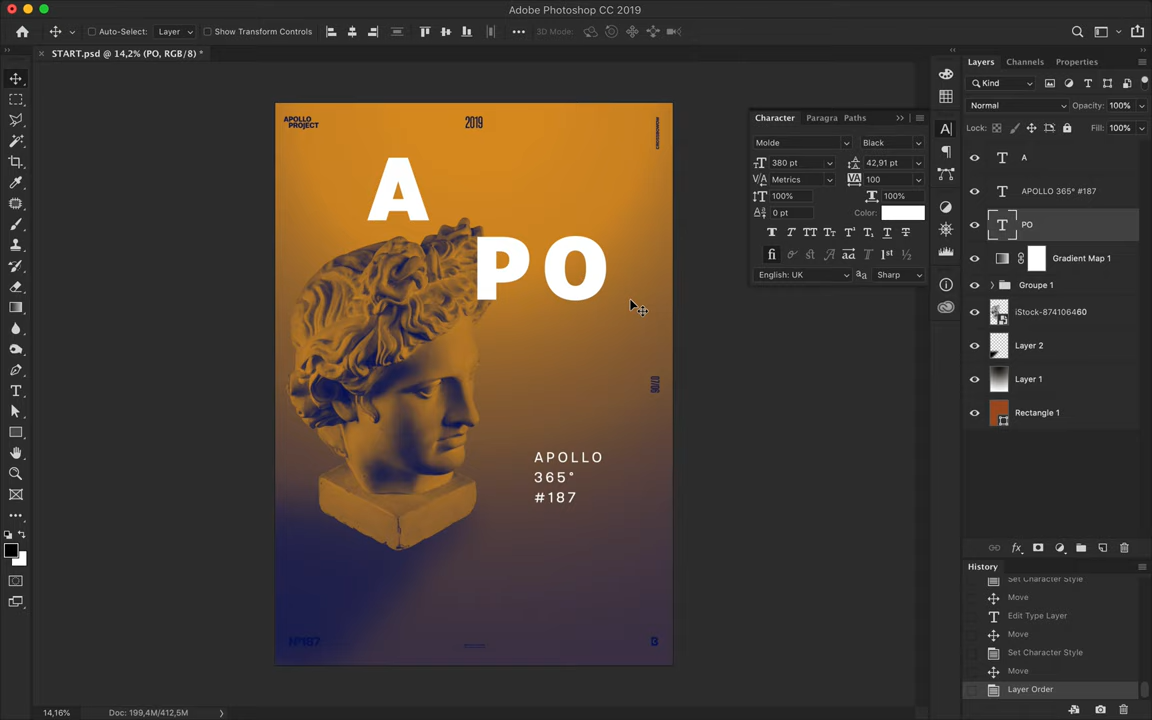 Adobe Photoshop CC 2019
Auto-Select:
Layer
Show Transform Controls
3D Mode:
START.psd @ 14,2% (PO, RGB/8) *
APOLLO
PROJECT
2019
A
PO
07/06
APOLLO
365°
#187
Nº187
Character
Paragra
Paths
Molde
Black
380 pt
42,91 pt
Metrics
100
100%
100%
0 pt
Color:
English: UK
Sharp
Layers
Channels
Properties
Kind
Normal
Opacity:
100%
Lock:
Fill:
100%
A
APOLLO 365° #187
PO
Gradient Map 1
Groupe 1
iStock-874106460
Layer 2
Layer 1
Rectangle 1
History
Set Character Style
Move
Edit Type Layer
Move
Set Character Style
Move
Layer Order
14,16%
Doc: 199,4M/412,5M